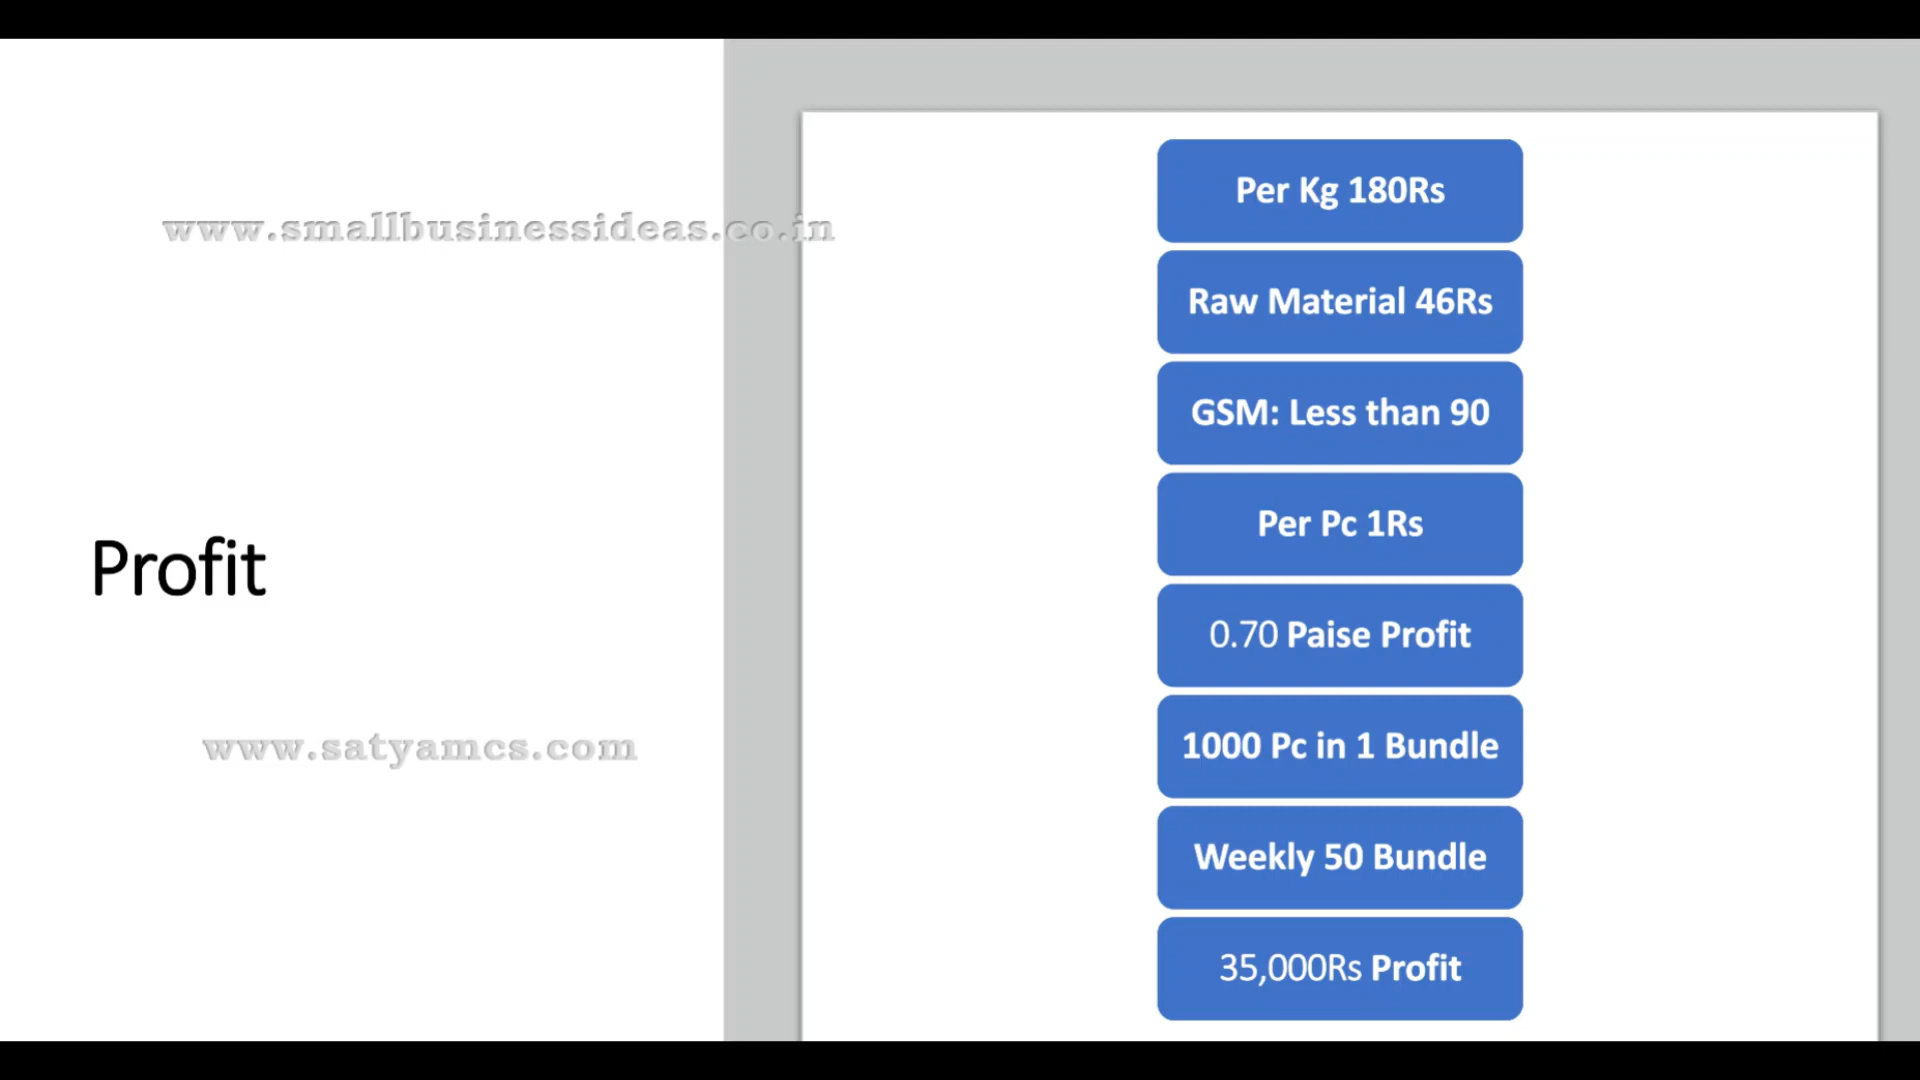 www.smallbusinessideas.co.in
Profit
www.satyamcs.com
Per Kg 180Rs
Raw Material 46Rs
GSM: Less than 90
Per Pc 1Rs
0.70 Paise Profit
1000 Pc in 1 Bundle
Weekly 50 Bundle
35,000Rs Profit